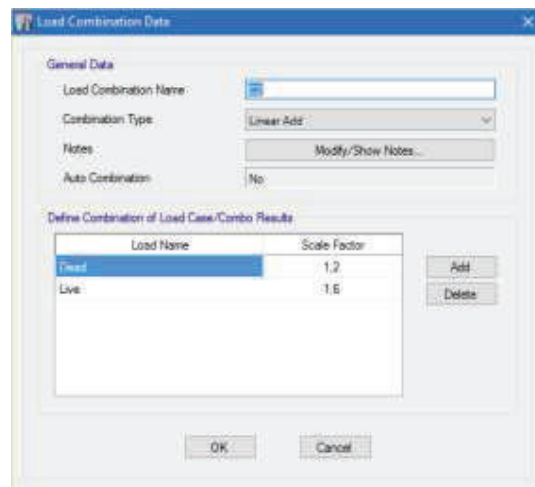 Load Combination Data
General Data
Load Combination Name
Combination Type
Linear Add
Notes
Modify/Show Notes...
Auto Combination
No
Define Combination of Load Case/Combo Results
Load Name Scale Factor
Dead 1.2
Live 1.6
Add
Delete
OK Cancel